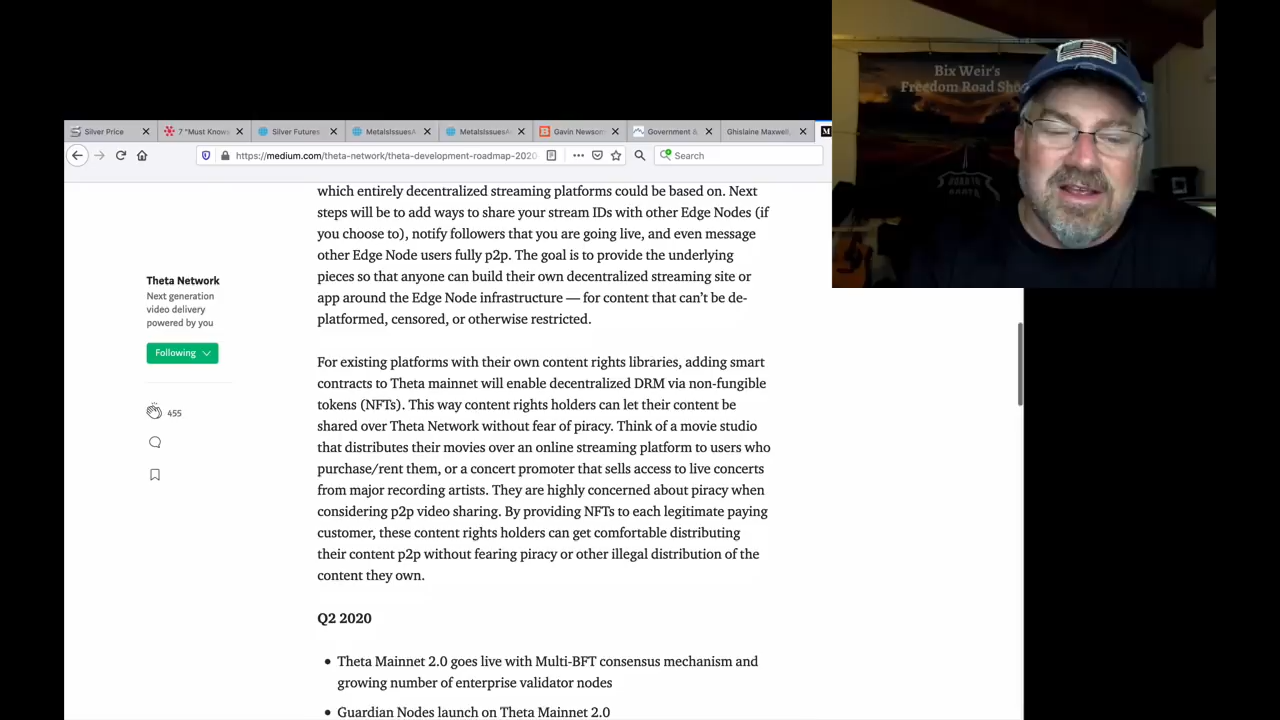 Bix Weir's
Freedom Road Sho
Silver Price
7 "Must Know
Silver Futures
MetalsIssuesA
MetalsIssuesA
Gavin Newsom
Government &
Ghislaine Maxwell,
https://medium.com/theta-network/theta-development-roadmap-2020
Search
which entirely decentralized streaming platforms could be based on. Next
steps will be to add ways to share your stream IDs with other Edge Nodes (if
you choose to), notify followers that you are going live, and even message
other Edge Node users fully p2p. The goal is to provide the underlying
pieces so that anyone can build their own decentralized streaming site or
app around the Edge Node infrastructure — for content that can't be de-
platformed, censored, or otherwise restricted.
Theta Network
Next generation
video delivery
powered by you
Following
455
For existing platforms with their own content rights libraries, adding smart
contracts to Theta mainnet will enable decentralized DRM via non-fungible
tokens (NFTs). This way content rights holders can let their content be
shared over Theta Network without fear of piracy. Think of a movie studio
that distributes their movies over an online streaming platform to users who
purchase/rent them, or a concert promoter that sells access to live concerts
from major recording artists. They are highly concerned about piracy when
considering p2p video sharing. By providing NFTs to each legitimate paying
customer, these content rights holders can get comfortable distributing
their content p2p without fearing piracy or other illegal distribution of the
content they own.
Q2 2020
• Theta Mainnet 2.0 goes live with Multi-BFT consensus mechanism and
growing number of enterprise validator nodes
• Guardian Nodes launch on Theta Mainnet 2.0